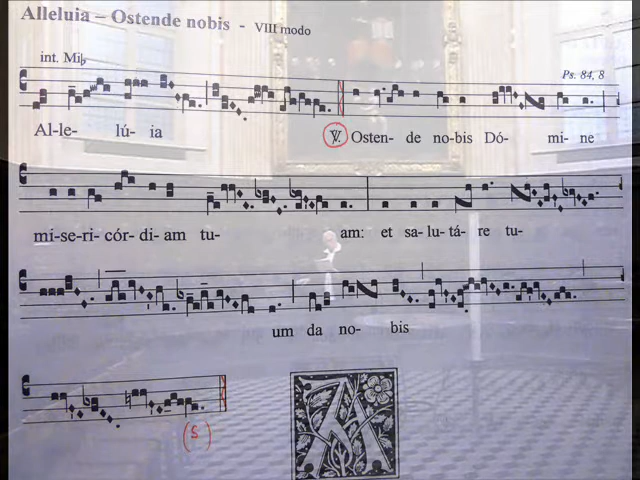 Alleluia – Ostende nobis - VIII modo
int. Mi♭
Ps. 84, 8
Al-le- lú- ia ℣. Osten- de no-bis Dó- mi- ne
mi-se-ri-cór-di-am tu- am: et sa-lu-tá-re tu-
um da no- bis
(S)
A